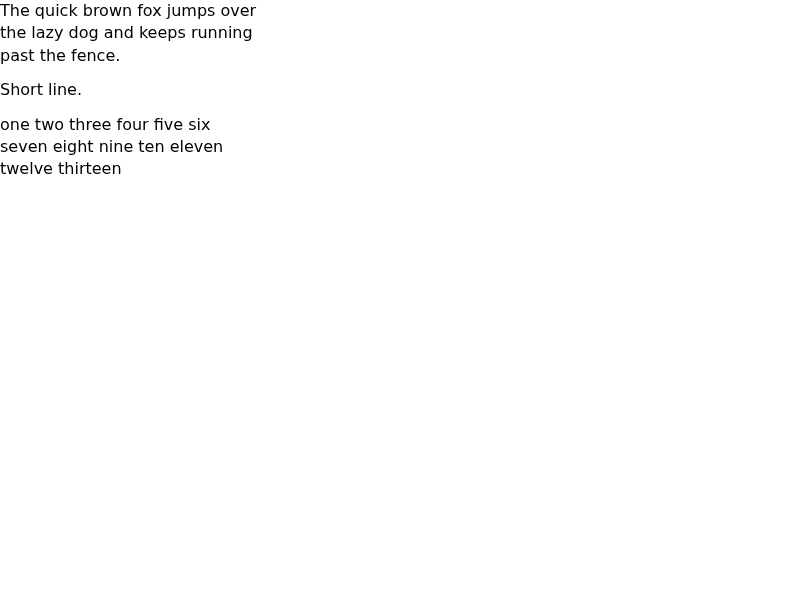 The quick brown fox jumps over
the lazy dog and keeps running
past the fence.
Short line.
one two three four five six
seven eight nine ten eleven
twelve thirteen